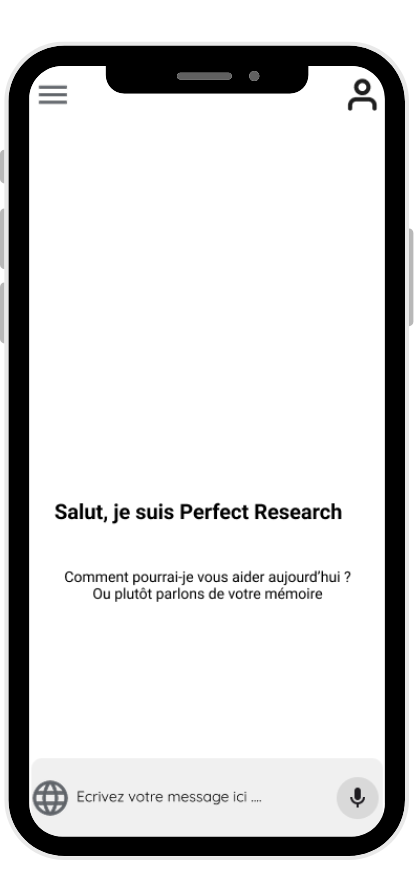 Salut, je suis Perfect Research
Comment pourrai-je vous aider aujourd'hui ?
Ou plutôt parlons de votre mémoire
Ecrivez votre message ici ....